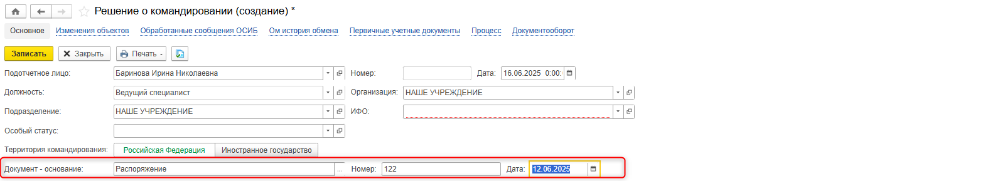 Решение о командировании (создание) *
Основное Изменения объектов Обработанные сообщения ОСИБ Ом история обмена Первичные учетные документы Процесс Документооборот
Записать Закрыть Печать
Подотчетное лицо: Баринова Ирина Николаевна Номер: Дата: 16.06.2025 0:00:
Должность: Ведущий специалист Организация: НАШЕ УЧРЕЖДЕНИЕ
Подразделение: НАШЕ УЧРЕЖДЕНИЕ ИФО:
Особый статус:
Территория командирования: Российская Федерация Иностранное государство
Документ - основание: Распоряжение ... Номер: 122 Дата: 12.06.2025